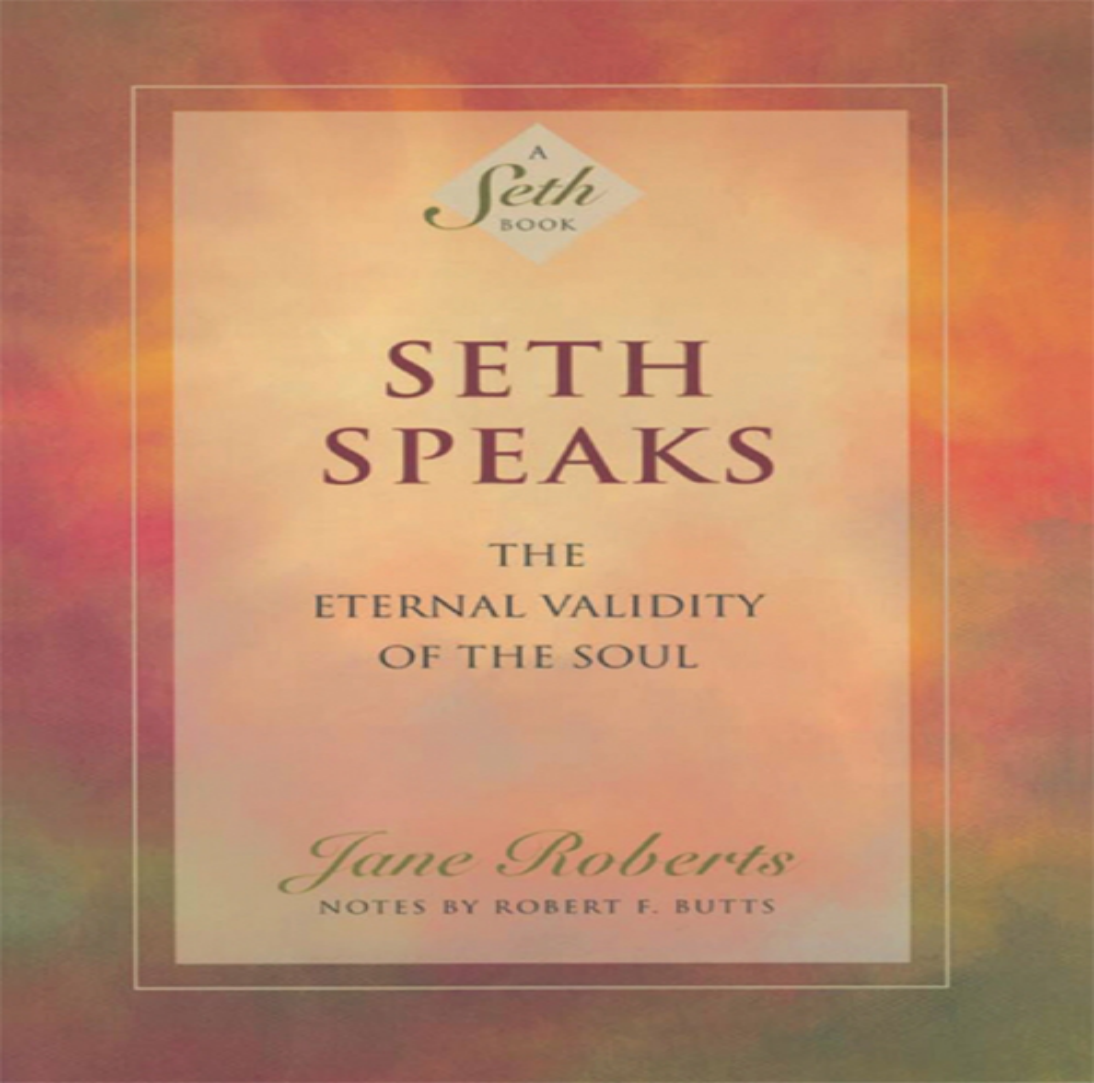 A
Seth
BOOK
SETH
SPEAKS
THE
ETERNAL VALIDITY
OF THE SOUL
Jane Roberts
NOTES BY ROBERT F. BUTTS